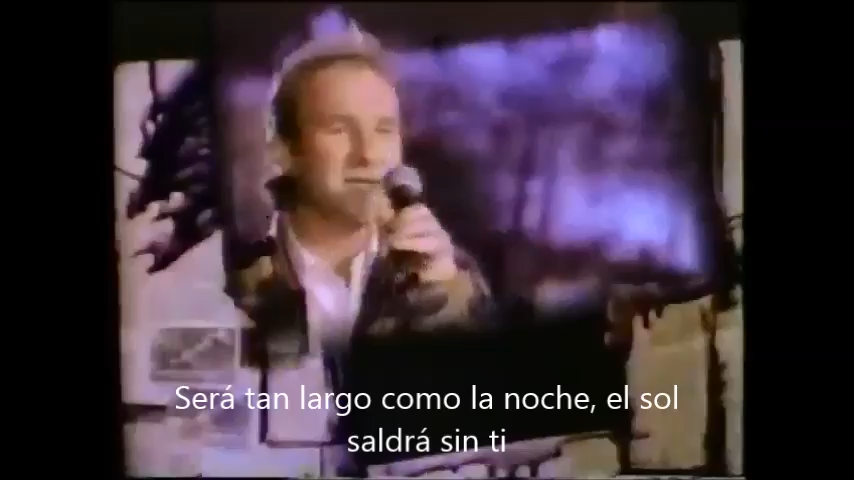 Será tan largo como la noche, el sol
saldrá sin ti